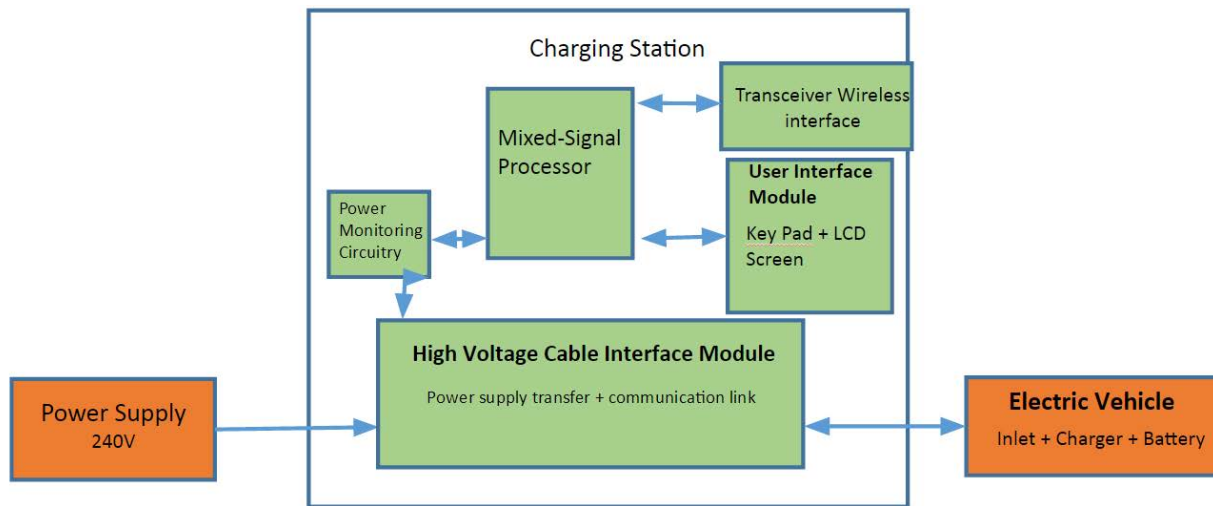 Charging Station
Transceiver Wireless
interface
Mixed-Signal
Processor
User Interface
Module
Key Pad + LCD
Screen
Power
Monitoring
Circuitry
High Voltage Cable Interface Module
Power supply transfer + communication link
Power Supply
240V
Electric Vehicle
Inlet + Charger + Battery